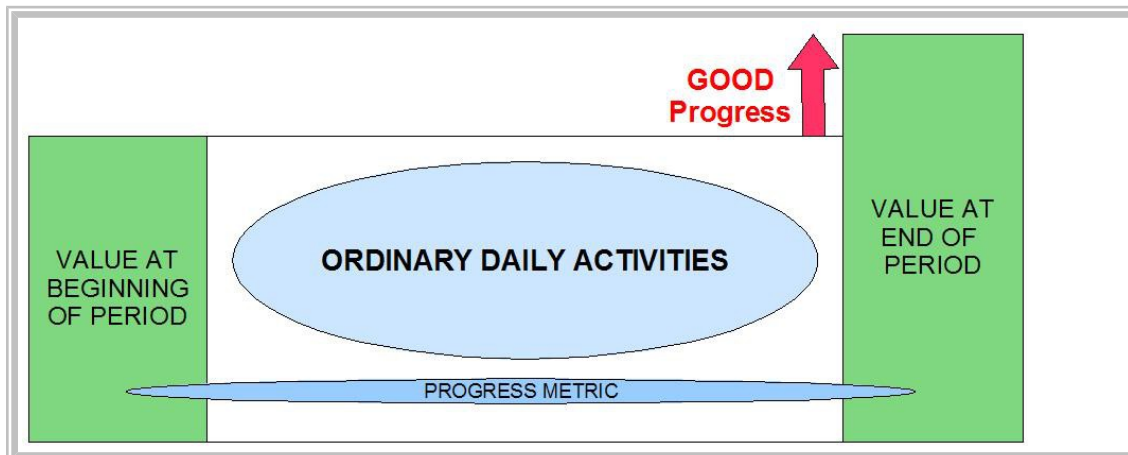 GOOD
Progress
VALUE AT
BEGINNING
OF PERIOD
ORDINARY DAILY ACTIVITIES
VALUE AT
END OF
PERIOD
PROGRESS METRIC